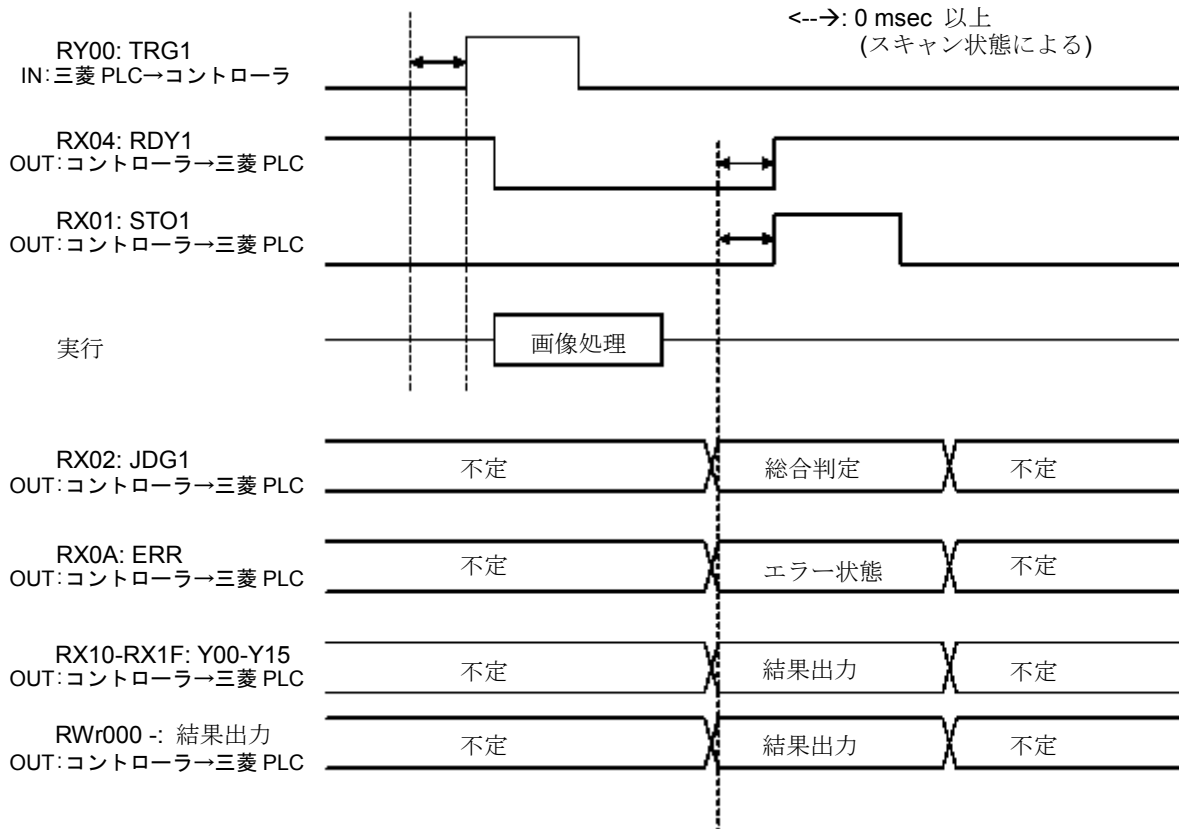 <--→: 0 msec 以上
(スキャン状態による)
RY00: TRG1
IN:三菱 PLC→コントローラ
RX04: RDY1
OUT:コントローラ→三菱 PLC
RX01: STO1
OUT:コントローラ→三菱 PLC
実行
画像処理
RX02: JDG1
OUT:コントローラ→三菱 PLC
不定 総合判定 不定
RX0A: ERR
OUT:コントローラ→三菱 PLC
不定 エラー状態 不定
RX10-RX1F: Y00-Y15
OUT:コントローラ→三菱 PLC
不定 結果出力 不定
RWr000 -: 結果出力
OUT:コントローラ→三菱 PLC
不定 結果出力 不定